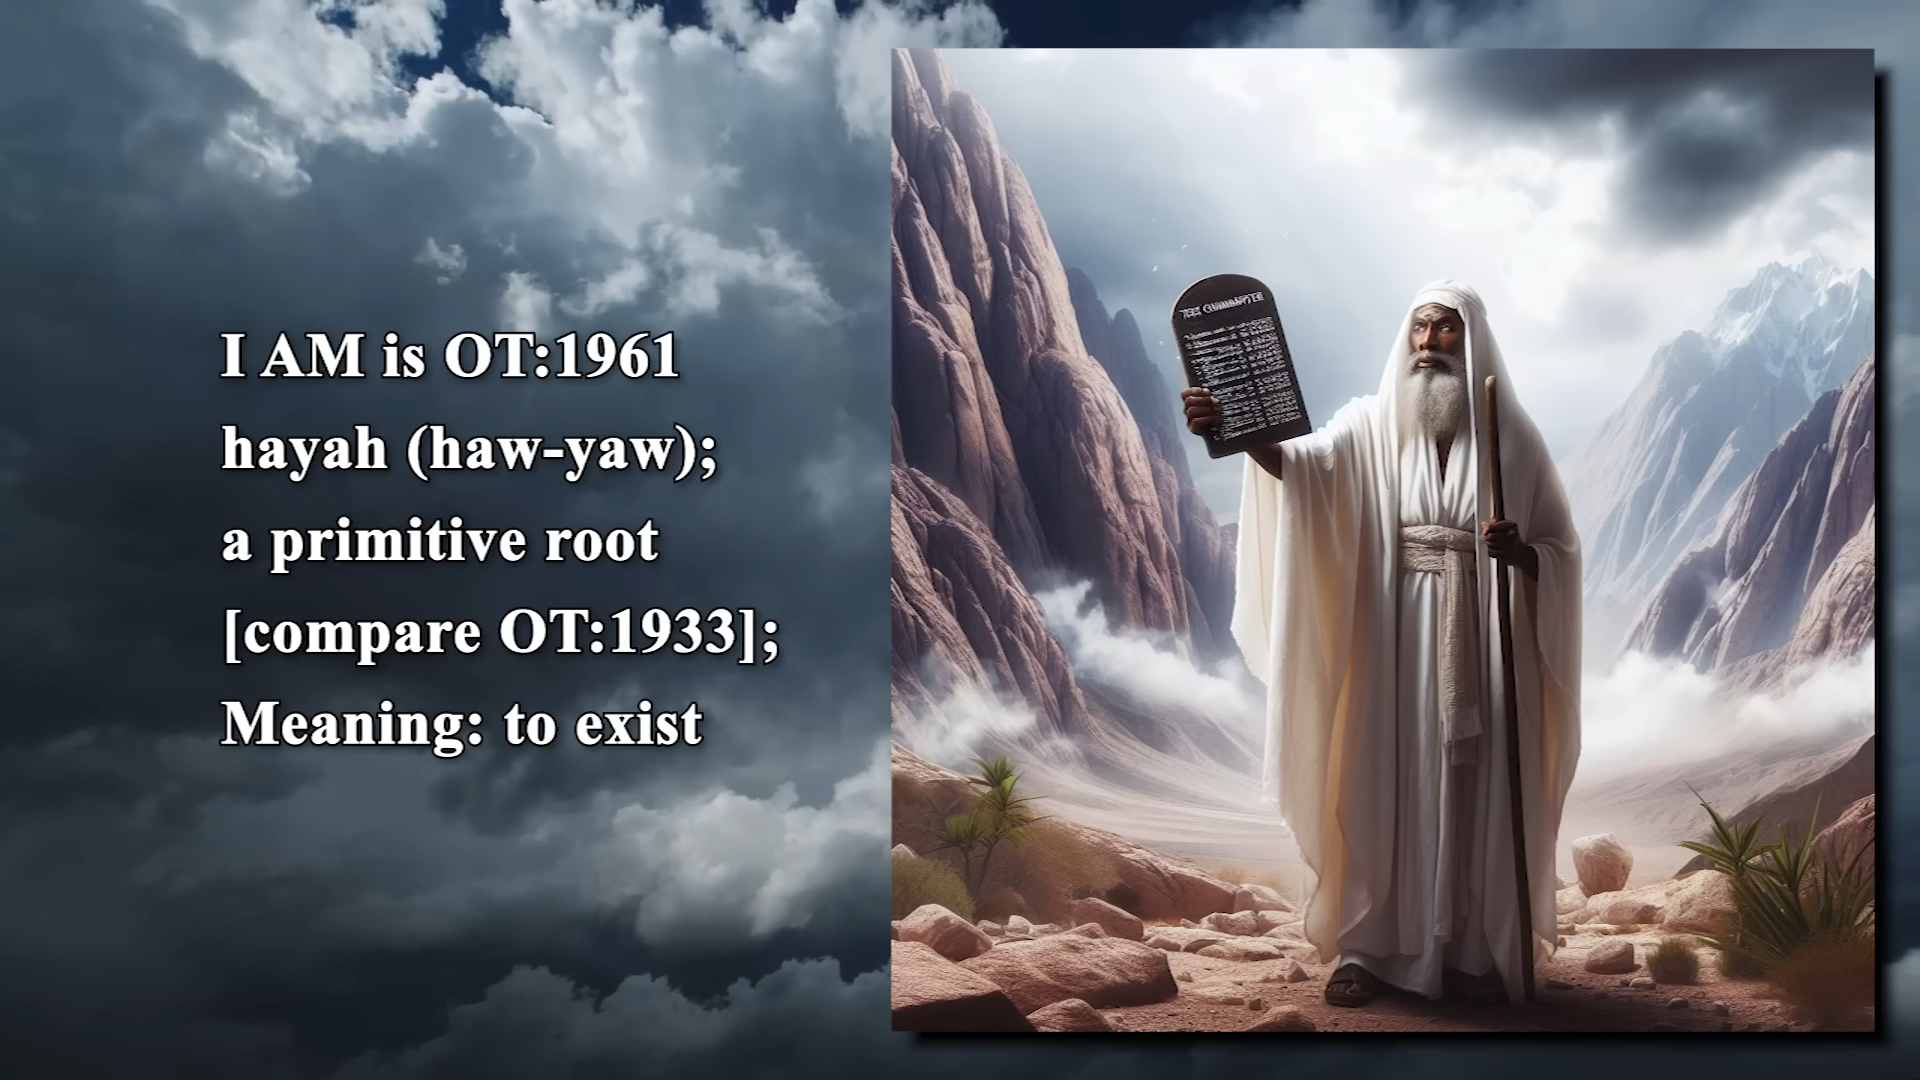 I AM is OT:1961
hayah (haw-yaw);
a primitive root
[compare OT:1933];
Meaning: to exist